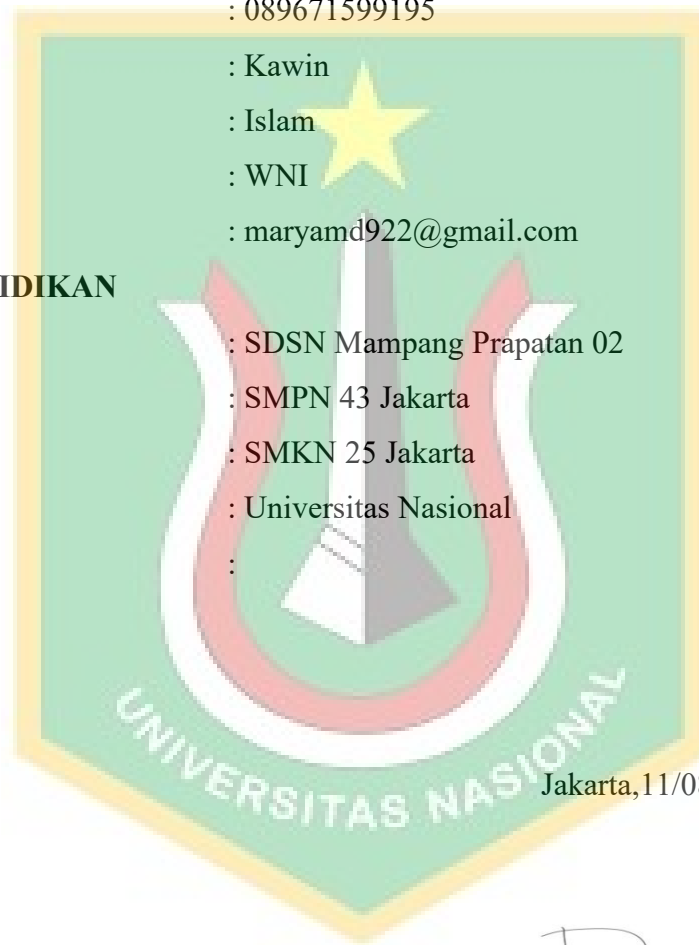 : 089671599195
: Kawin
: Islam
: WNI
: maryamd922@gmail.com
IDIKAN
: SDSN Mampang Prapatan 02
: SMPN 43 Jakarta
: SMKN 25 Jakarta
: Universitas Nasional
:
UNIVERSITAS NASIONAL
Jakarta,11/0